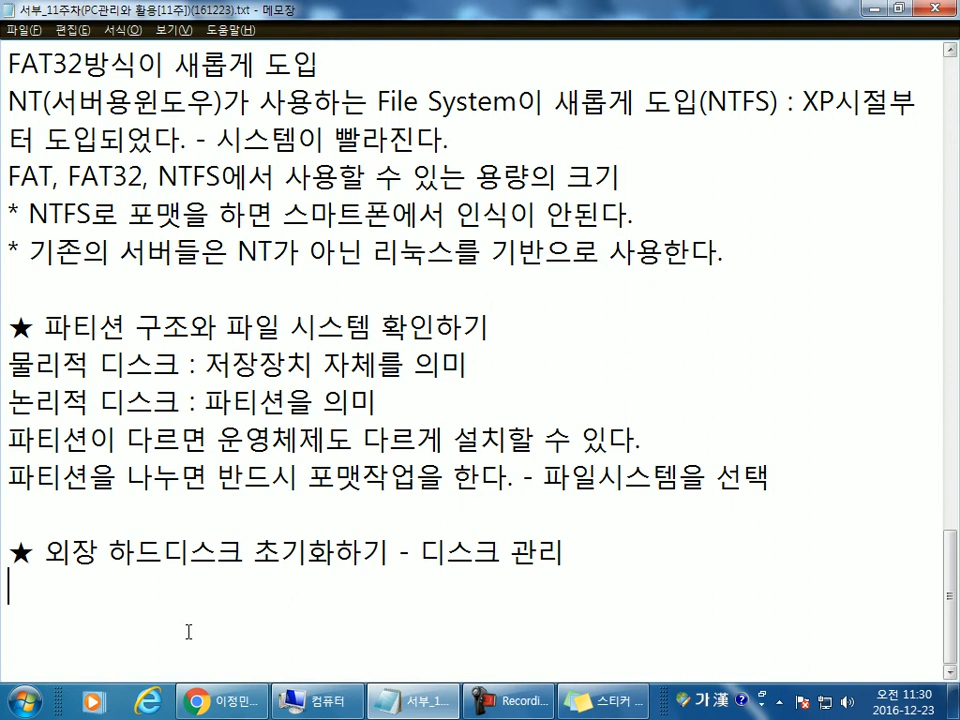 서부_11주차(PC관리와 활용[11주])(161223).txt - 메모장
파일(F) 편집(E) 서식(O) 보기(V) 도움말(H)
FAT32방식이 새롭게 도입
NT(서버용윈도우)가 사용하는 File System이 새롭게 도입(NTFS) : XP시절부
터 도입되었다. - 시스템이 빨라진다.
FAT, FAT32, NTFS에서 사용할 수 있는 용량의 크기
* NTFS로 포맷을 하면 스마트폰에서 인식이 안된다.
* 기존의 서버들은 NT가 아닌 리눅스를 기반으로 사용한다.
★ 파티션 구조와 파일 시스템 확인하기
물리적 디스크 : 저장장치 자체를 의미
논리적 디스크 : 파티션을 의미
파티션이 다르면 운영체제도 다르게 설치할 수 있다.
파티션을 나누면 반드시 포맷작업을 한다. - 파일시스템을 선택
★ 외장 하드디스크 초기화하기 - 디스크 관리
이정민... 컴퓨터 서부_1... Recordi... 스티커 ... 가 漢 오전 11:30
2016-12-23